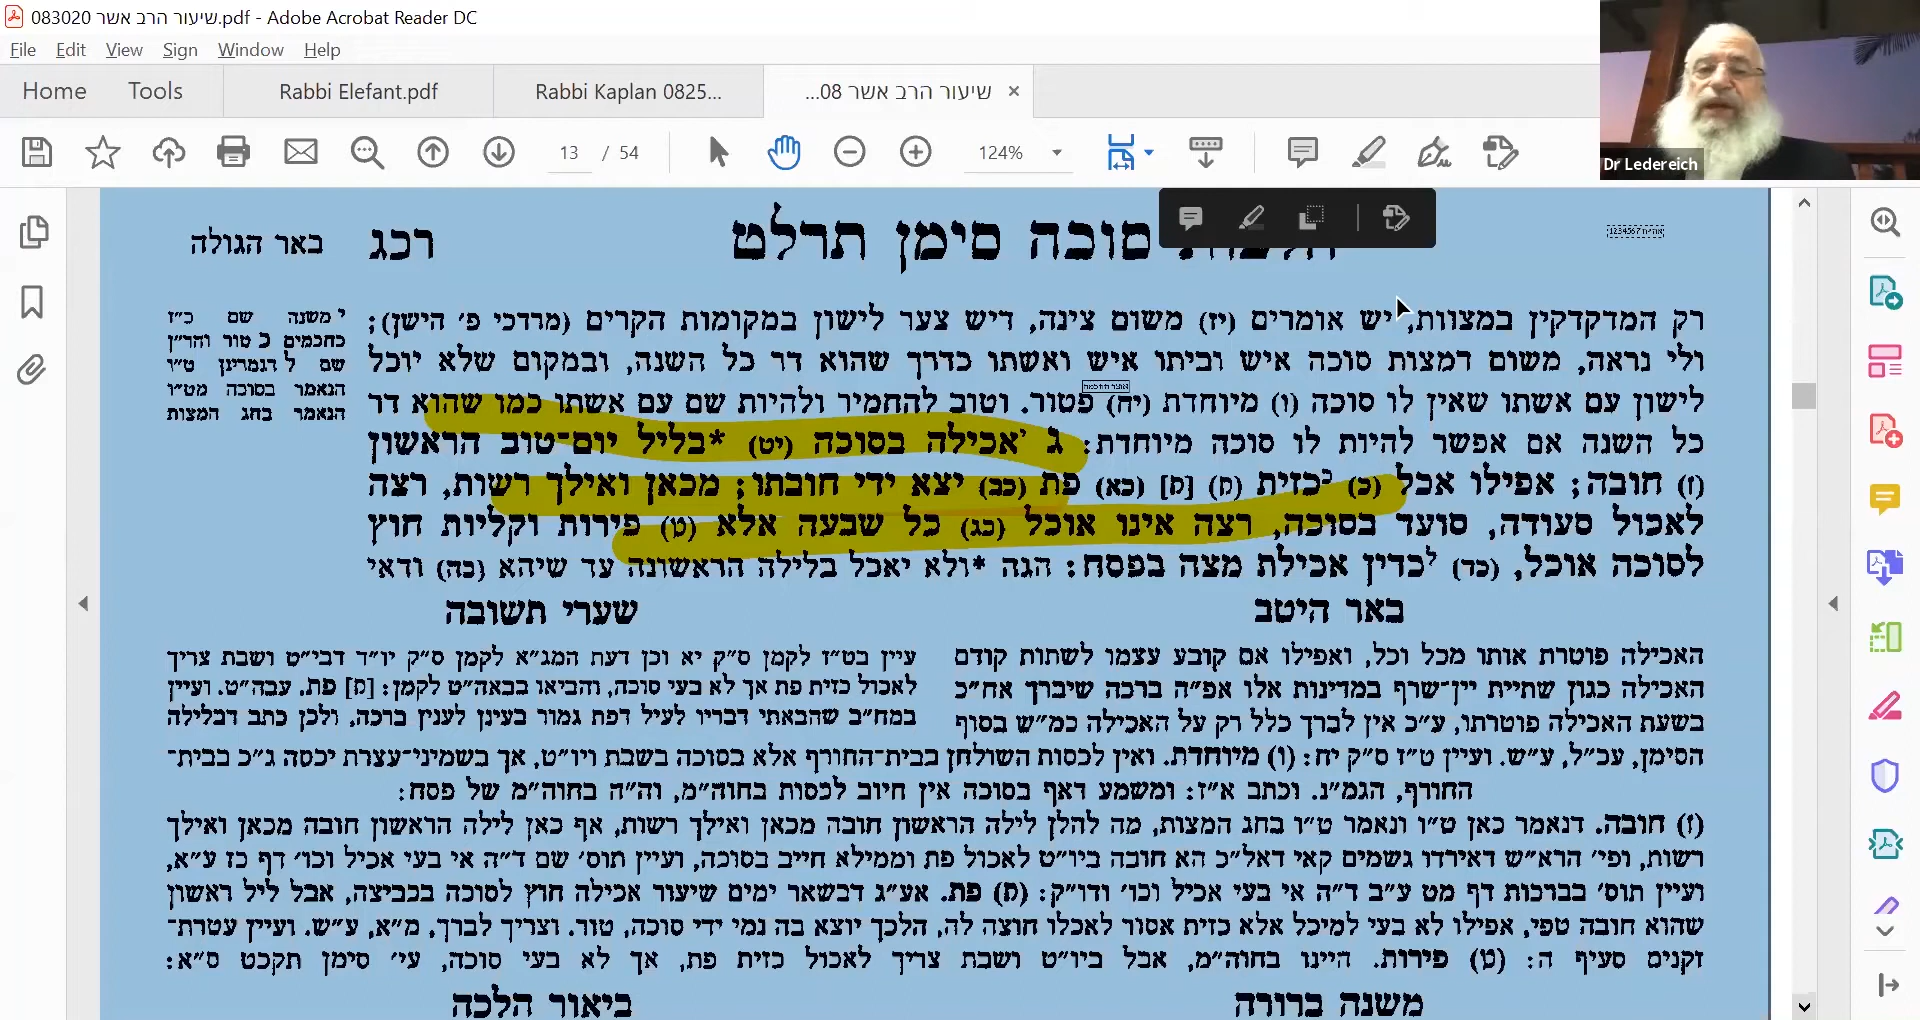 שיעור הרב אשר 083020.pdf - Adobe Acrobat Reader DC
File Edit View Sign Window Help
Home Tools Rabbi Elefant.pdf Rabbi Kaplan 0825... שיעור הרב אשר 08... ×
13 / 54 124%
Dr Ledereich
באר הגולה רכג סוכה סימן תרלט
1234567
רק המדקדקין במצוות, יש אומרים (יז) משום צינה, דיש צער לישון במקומות הקרים (מרדכי פ׳ הישן);
ולי נראה, משום דמצות סוכה איש וביתו איש ואשתו כדרך שהוא דר כל השנה, ובמקום שלא יוכל
לישון עם אשתו שאין לו סוכה (ו) מיוחדת (יח) פטור. וטוב להחמיר ולהיות שם עם אשתו כמו שהוא דר
כל השנה אם אפשר להיות לו סוכה מיוחדת: ג ׳אכילה בסוכה (יט) *בליל יום־טוב הראשון
(ז) חובה; אפילו אכל (כ) ᵓכזית (ח) [ח] (כא) פת (כב) יצא ידי חובתו; מכאן ואילך רשות, רצה
לאכול סעודה, סועד בסוכה, רצה אינו אוכל (כג) כל שבעה אלא (ט) פירות וקליות חוץ
לסוכה אוכל, (כד) ᵓכדין אכילת מצה בפסח: הגה *ולא יאכל בלילה הראשונה עד שיהא (כה) ודאי
י משנה שם כ״ז
כחכמים כ טור והר״ן
שם ל דגמרינן ט״ו
הנאמר בסוכה מט״ו
הנאמר בחג המצות
באר היטב
האכילה פוטרת אותו מכל וכל, ואפילו אם קובע עצמו לשתות קודם
האכילה כגון שתיית יין־שרף במדינות אלו אפ״ה ברכה שיברך אח״כ
בשעת האכילה פוטרתו, ע״כ אין לברך כלל רק על האכילה כמ״ש בסוף
שערי תשובה
עיין בט״ז לקמן ס״ק יא וכן דעת המג״א לקמן ס״ק יו״ד דבי״ט ושבת צריך
לאכול כזית פת אך לא בעי סוכה, והביאו בבאה״ט לקמן: [ח] פת. עבה״ט. ועיין
במח״ב שהבאתי דבריו לעיל דפת גמור בעינן לענין ברכה, ולכן כתב דבלילה
הסימן, עכ״ל, ע״ש. ועיין ט״ז ס״ק יח: (ו) מיוחדת. ואין לכסות השולחן בבית־החורף אלא בסוכה בשבת ויו״ט, אך בשמיני־עצרת יכסה ג״כ בבית־
החורף, הגמ״נ. וכתב א״ז: ומשמע דאף בסוכה אין חיוב לכסות בחוה״מ, וה״ה בחוה״מ של פסח:
(ז) חובה. דנאמר כאן ט״ו ונאמר ט״ו בחג המצות, מה להלן לילה הראשון חובה מכאן ואילך רשות, אף כאן לילה הראשון חובה מכאן ואילך
רשות, ופי׳ הרא״ש דאירדו גשמים קאי דאל״כ הא חובה ביו״ט לאכול פת וממילא חייב בסוכה, ועיין תוס׳ שם ד״ה אי בעי אכיל וכו׳ דף כז ע״א,
ועיין תוס׳ בברכות דף מט ע״ב ד״ה אי בעי אכיל וכו׳ ודו״ק: (ח) פת. אע״ג דבשאר ימים שיעור אכילה חוץ לסוכה בכביצה, אבל ליל ראשון
שהוא חובה טפי, אפילו לא בעי למיכל אלא כזית אסור לאכלו חוצה לה, הלכך יוצא בה נמי ידי סוכה, טור. וצריך לברך, מ״א, ע״ש. ועיין עטרת־
זקנים סעיף ה: (ט) פירות. היינו בחוה״מ, אבל ביו״ט ושבת צריך לאכול כזית פת, אך לא בעי סוכה, עי׳ סימן תקכט ס״א:
משנה ברורה ביאור הלכה